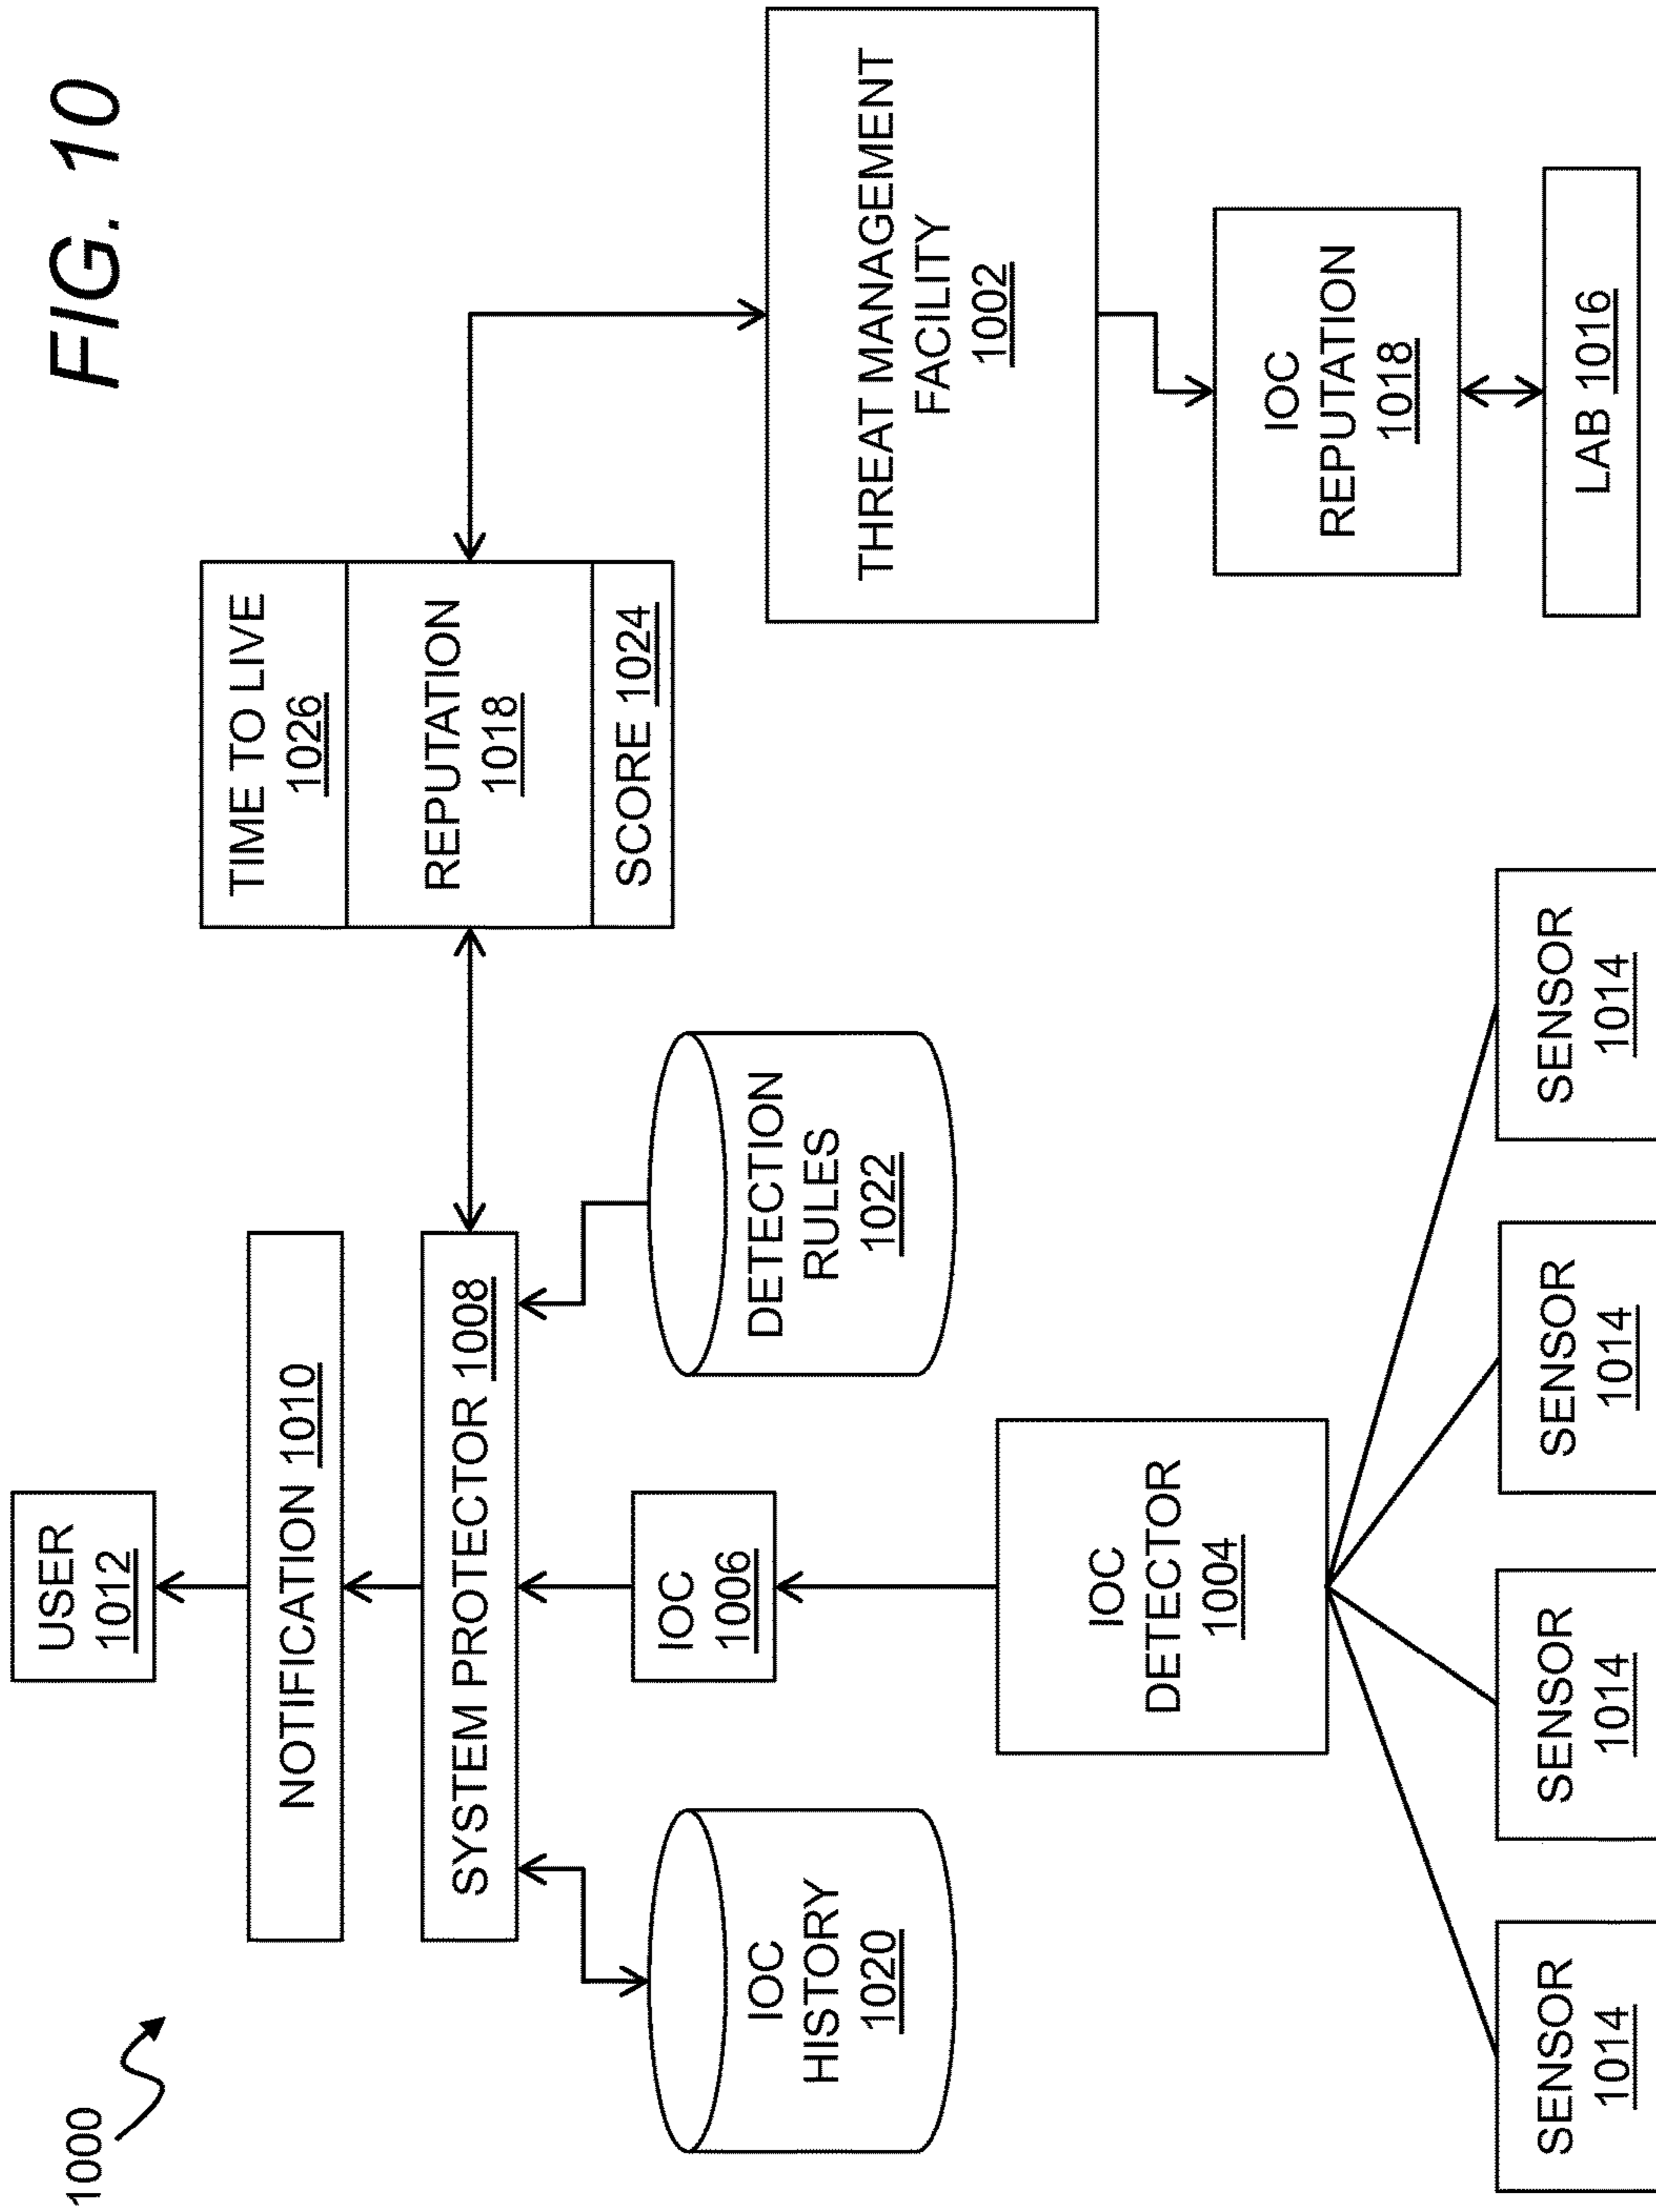 FIG. 10
1000
USER
1012
NOTIFICATION 1010
SYSTEM PROTECTOR 1008
IOC
HISTORY
1020
IOC
1006
DETECTION
RULES
1022
TIME TO LIVE
1026
REPUTATION
1018
SCORE 1024
THREAT MANAGEMENT
FACILITY
1002
IOC
REPUTATION
1018
LAB 1016
IOC
DETECTOR
1004
SENSOR
1014
SENSOR
1014
SENSOR
1014
SENSOR
1014